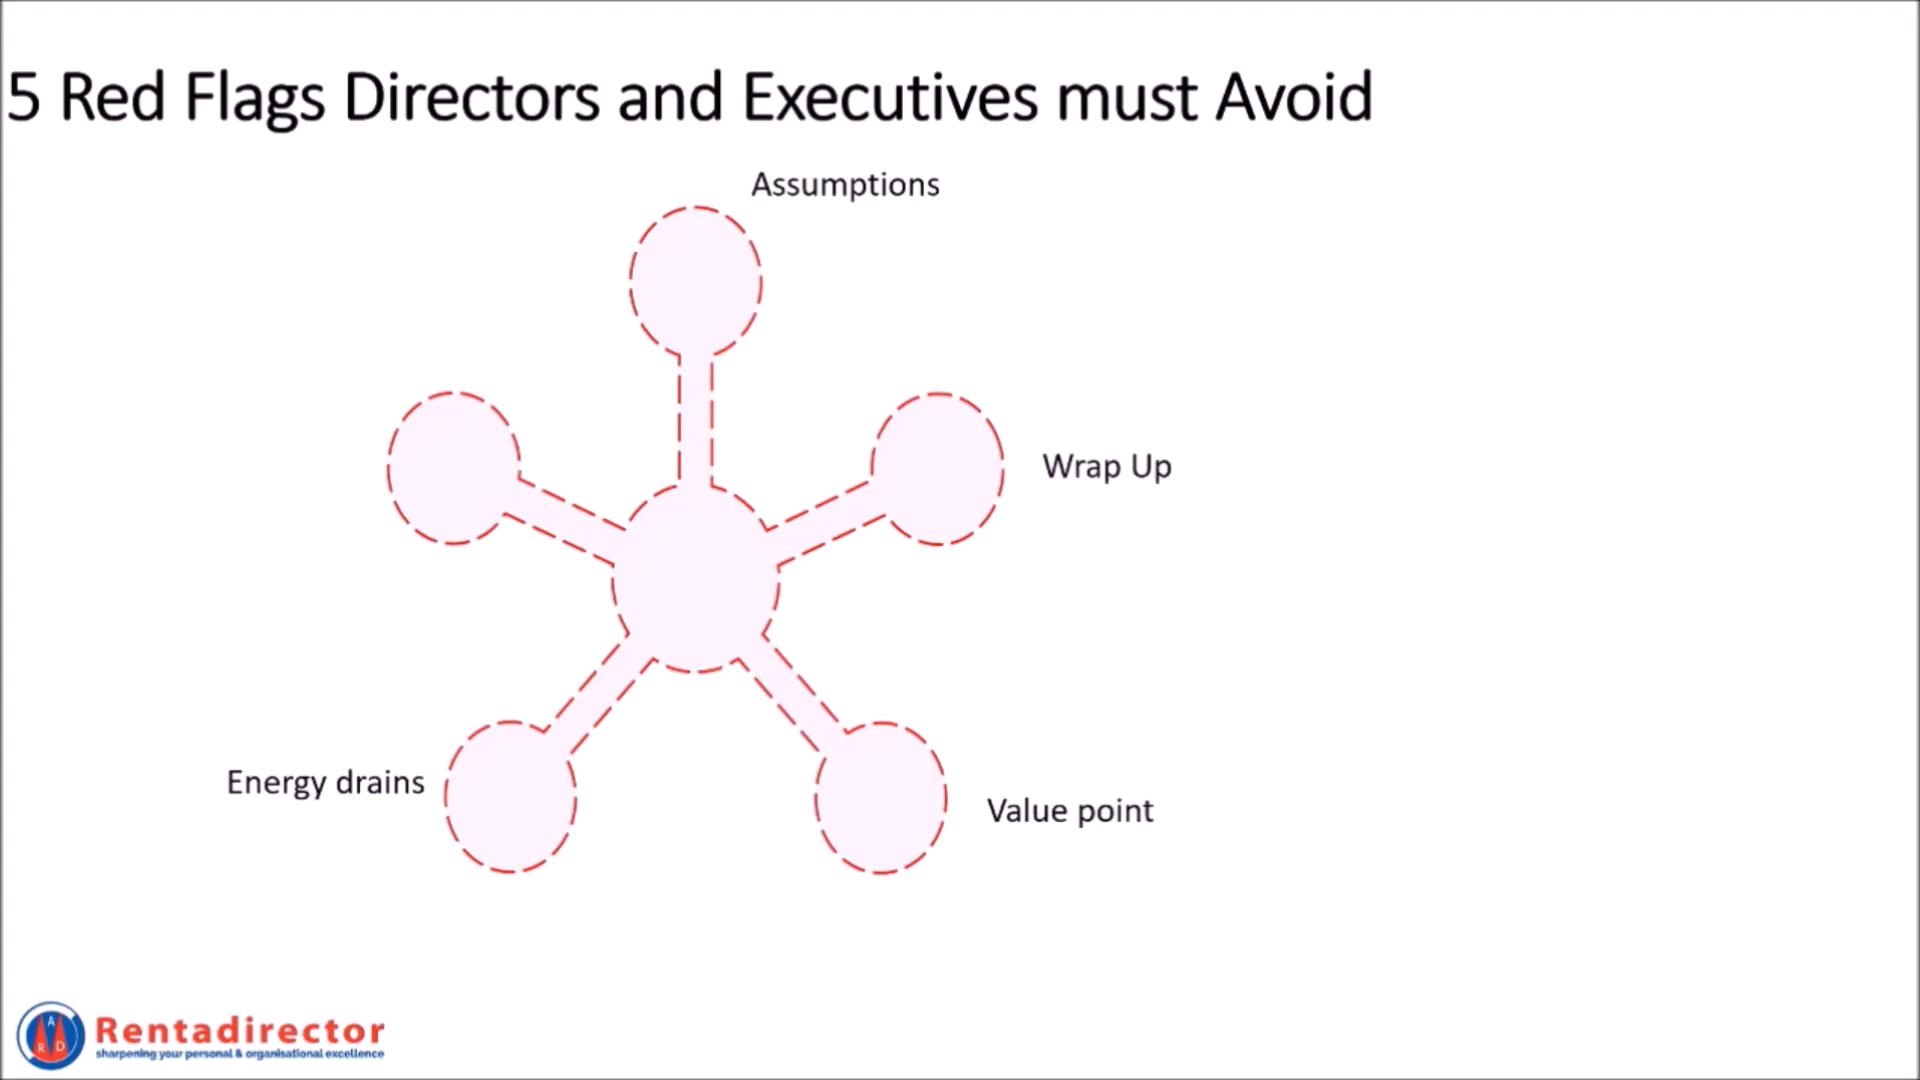 5 Red Flags Directors and Executives must Avoid
Assumptions
Wrap Up
Energy drains
Value point
A
R D
Rentadirector
sharpening your personal & organisational excellence